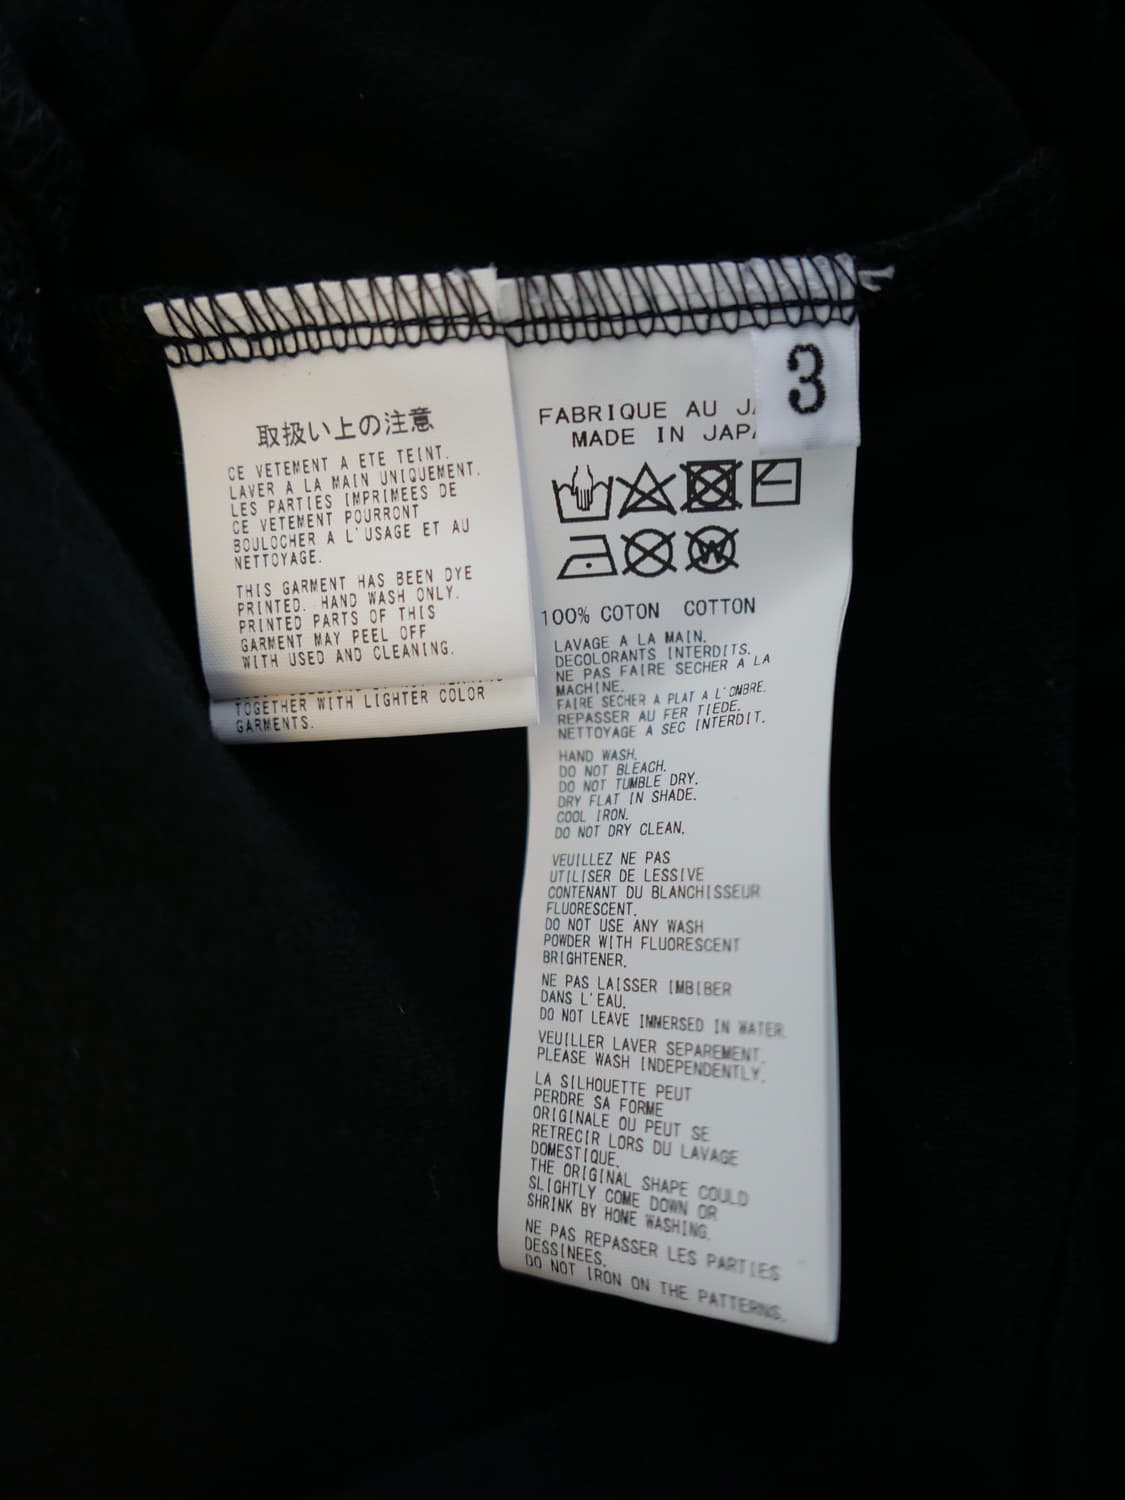 取扱い上の注意
CE VETEMENT A ETE TEINT.
LAVER A LA MAIN UNIQUEMENT.
LES PARTIES IMPRIMEES DE
CE VETEMENT POURRONT
BOULOCHER A L'USAGE ET AU
NETTOYAGE.
THIS GARMENT HAS BEEN DYE
PRINTED. HAND WASH ONLY.
PRINTED PARTS OF THIS
GARMENT MAY PEEL OFF
WITH USED AND CLEANING.
TOGETHER WITH LIGHTER COLOR
GARMENTS.
3
FABRIQUE AU
MADE IN
W
100% COTON COTTON
LAVAGE A LA MAIN.
DECOLORANTS INTERDITS.
NE PAS FAIRE SECHER A LA
MACHINE.
FAIRE SECHER A PLAT A L'OMBRE.
REPASSER AU FER TIEDE.
NETTOYAGE A SEC INTERDIT.
HAND WASH.
DO NOT BLEACH.
DO NOT TUMBLE DRY.
DRY FLAT IN SHADE.
COOL IRON.
DO NOT DRY CLEAN.
VEUILLEZ NE PAS
UTILISER DE LESSIVE
CONTENANT DU BLANCHISSEUR
FLUORESCENT.
DO NOT USE ANY WASH
POWDER WITH FLUORESCENT
BRIGHTENER.
NE PAS LAISSER IMBIBER
DANS L'EAU.
DO NOT LEAVE IMMERSED IN WATER.
VEUILLER LAVER SEPAREMENT.
PLEASE WASH INDEPENDENTLY.
LA SILHOUETTE PEUT
PERDRE SA FORME
ORIGINALE OU PEUT SE
RETRECIR LORS DU LAVAGE
DOMESTIQUE.
THE ORIGINAL SHAPE COULD
SLIGHTLY COME DOWN OR
SHRINK BY HOME WASHING.
NE PAS REPASSER LES PARTIES
DESSINEES.
DO NOT IRON ON THE PATTERNS.